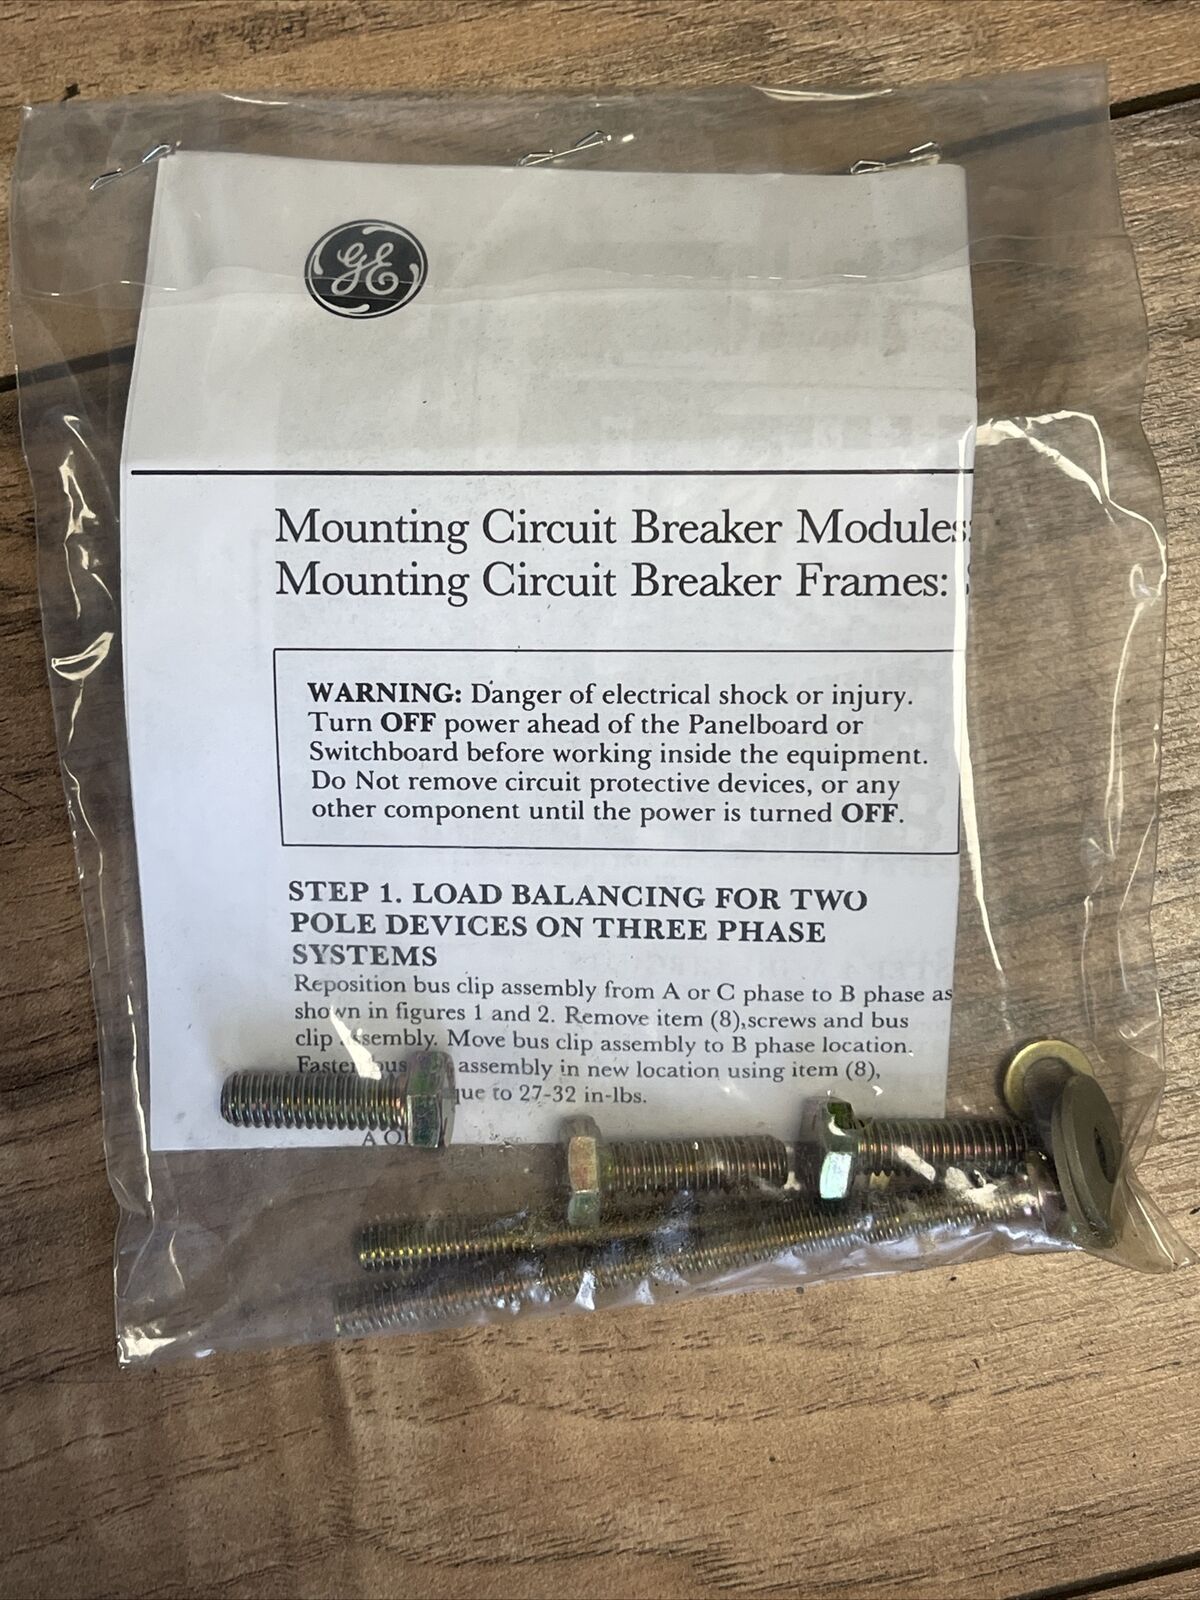 GE
Mounting Circuit Breaker Modules:
Mounting Circuit Breaker Frames:
WARNING: Danger of electrical shock or injury.
Turn OFF power ahead of the Panelboard or
Switchboard before working inside the equipment.
Do Not remove circuit protective devices, or any
other component until the power is turned OFF.
STEP 1. LOAD BALANCING FOR TWO
POLE DEVICES ON THREE PHASE
SYSTEMS
Reposition bus clip assembly from A or C phase to B phase as
shown in figures 1 and 2. Remove item (8),screws and bus
clip assembly. Move bus clip assembly to B phase location.
bus assembly in new location using item (8),
to 27-32 in-lbs.
A